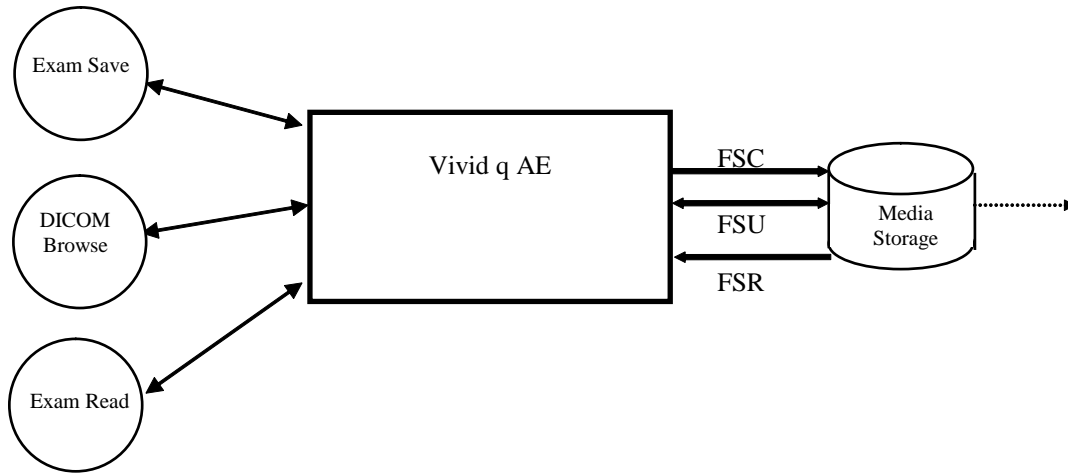 Exam Save
DICOM
Browse
Exam Read
Vivid q AE
FSC
FSU
FSR
Media
Storage